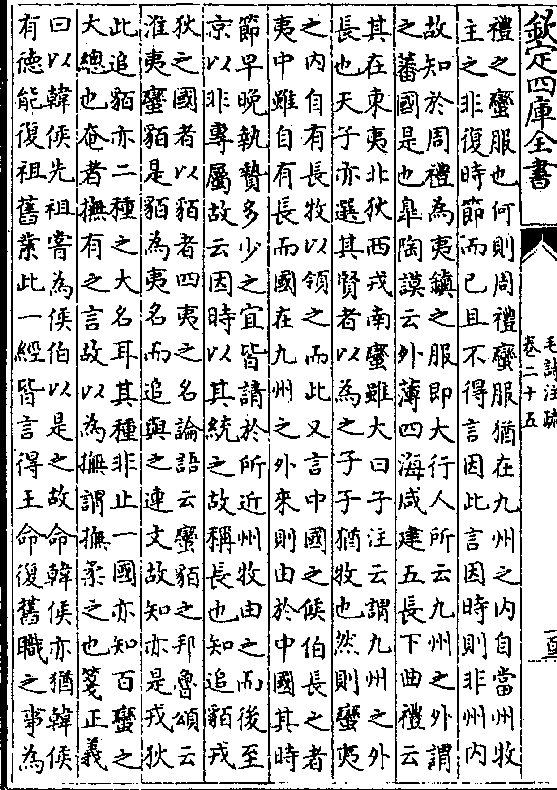 欽定四庫全書
毛詩注疏
卷二十五
禮之蠻服也何則周禮蠻服猶在九州之內自當州牧
主之非復時節而已且不得言因此言因時則非州內
故知於周禮為夷鎮之服即大行人所云九州之外謂
之蕃國是也臯陶謨云外薄四海咸建五長下曲禮云
其在東夷北狄西戎南蠻雖大曰子注云謂九州之外
長也天子亦選其賢者以為之子子猶牧也然則蠻夷
之內自有長牧以領之而此又言中國之侯伯長之者
夷中雖自有長而國在九州之外來則由於中國其時
節早晚執贄多少之宜皆請於所近州牧由之而後至
京以非專屬故云因時以其統之故稱長也知追貊戎
狄之國者以貊者四夷之名論語云蠻貊之邦魯頌云
淮夷蠻貊是貊為夷名而追與之連文故知亦是戎狄
此追貊亦二種之大名耳其種非止一國亦知百蠻之
大總也奄者撫有之言故以為撫謂撫柔之也箋正義
曰以韓侯先祖嘗為侯伯以是之故命韓侯亦猶韓侯
有德能復祖舊業此一經皆言得王命復舊職之事為